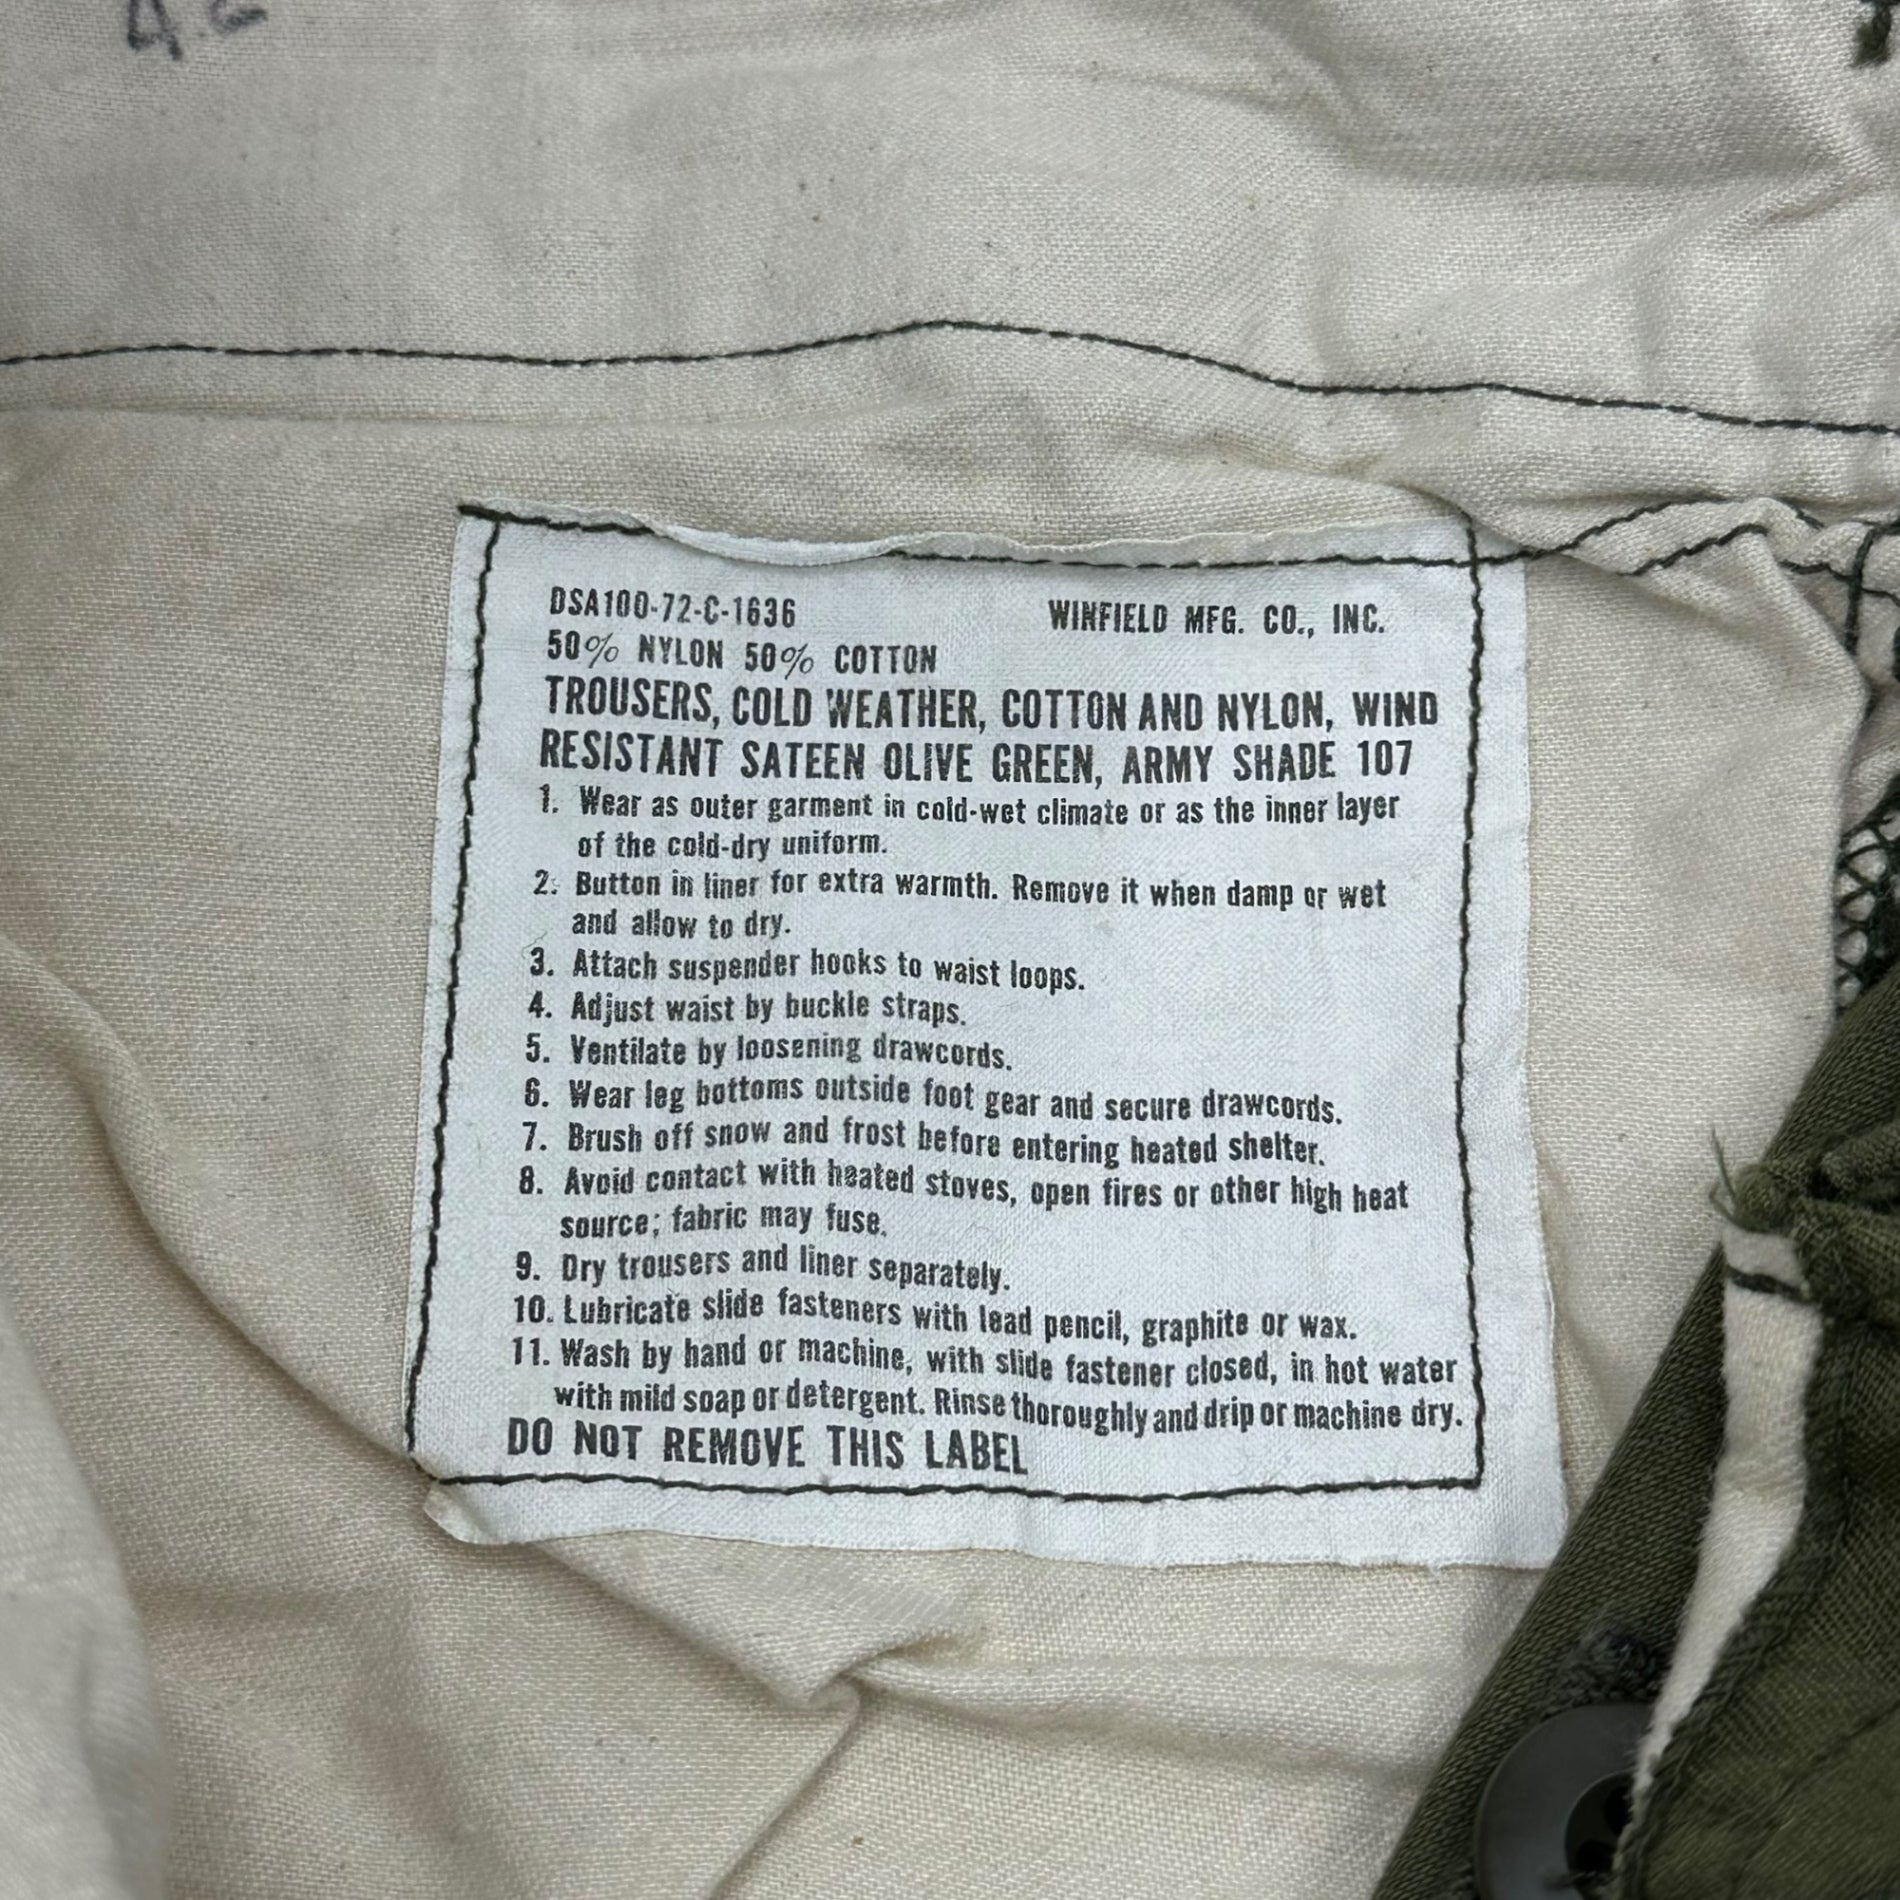 DSA100-72-C-1636 WINFIELD MFG. CO., INC.
50% NYLON 50% COTTON
TROUSERS, COLD WEATHER, COTTON AND NYLON, WIND
RESISTANT SATEEN OLIVE GREEN, ARMY SHADE 107
1. Wear as outer garment in cold-wet climate or as the inner layer
of the cold-dry uniform.
2. Button in liner for extra warmth. Remove it when damp or wet
and allow to dry.
3. Attach suspender hooks to waist loops.
4. Adjust waist by buckle straps.
5. Ventilate by loosening drawcords.
6. Wear leg bottoms outside foot gear and secure drawcords.
7. Brush off snow and frost before entering heated shelter.
8. Avoid contact with heated stoves, open fires or other high heat
source; fabric may fuse.
9. Dry trousers and liner separately.
10. Lubricate slide fasteners with lead pencil, graphite or wax.
11. Wash by hand or machine, with slide fastener closed, in hot water
with mild soap or detergent. Rinse thoroughly and drip or machine dry.
DO NOT REMOVE THIS LABEL